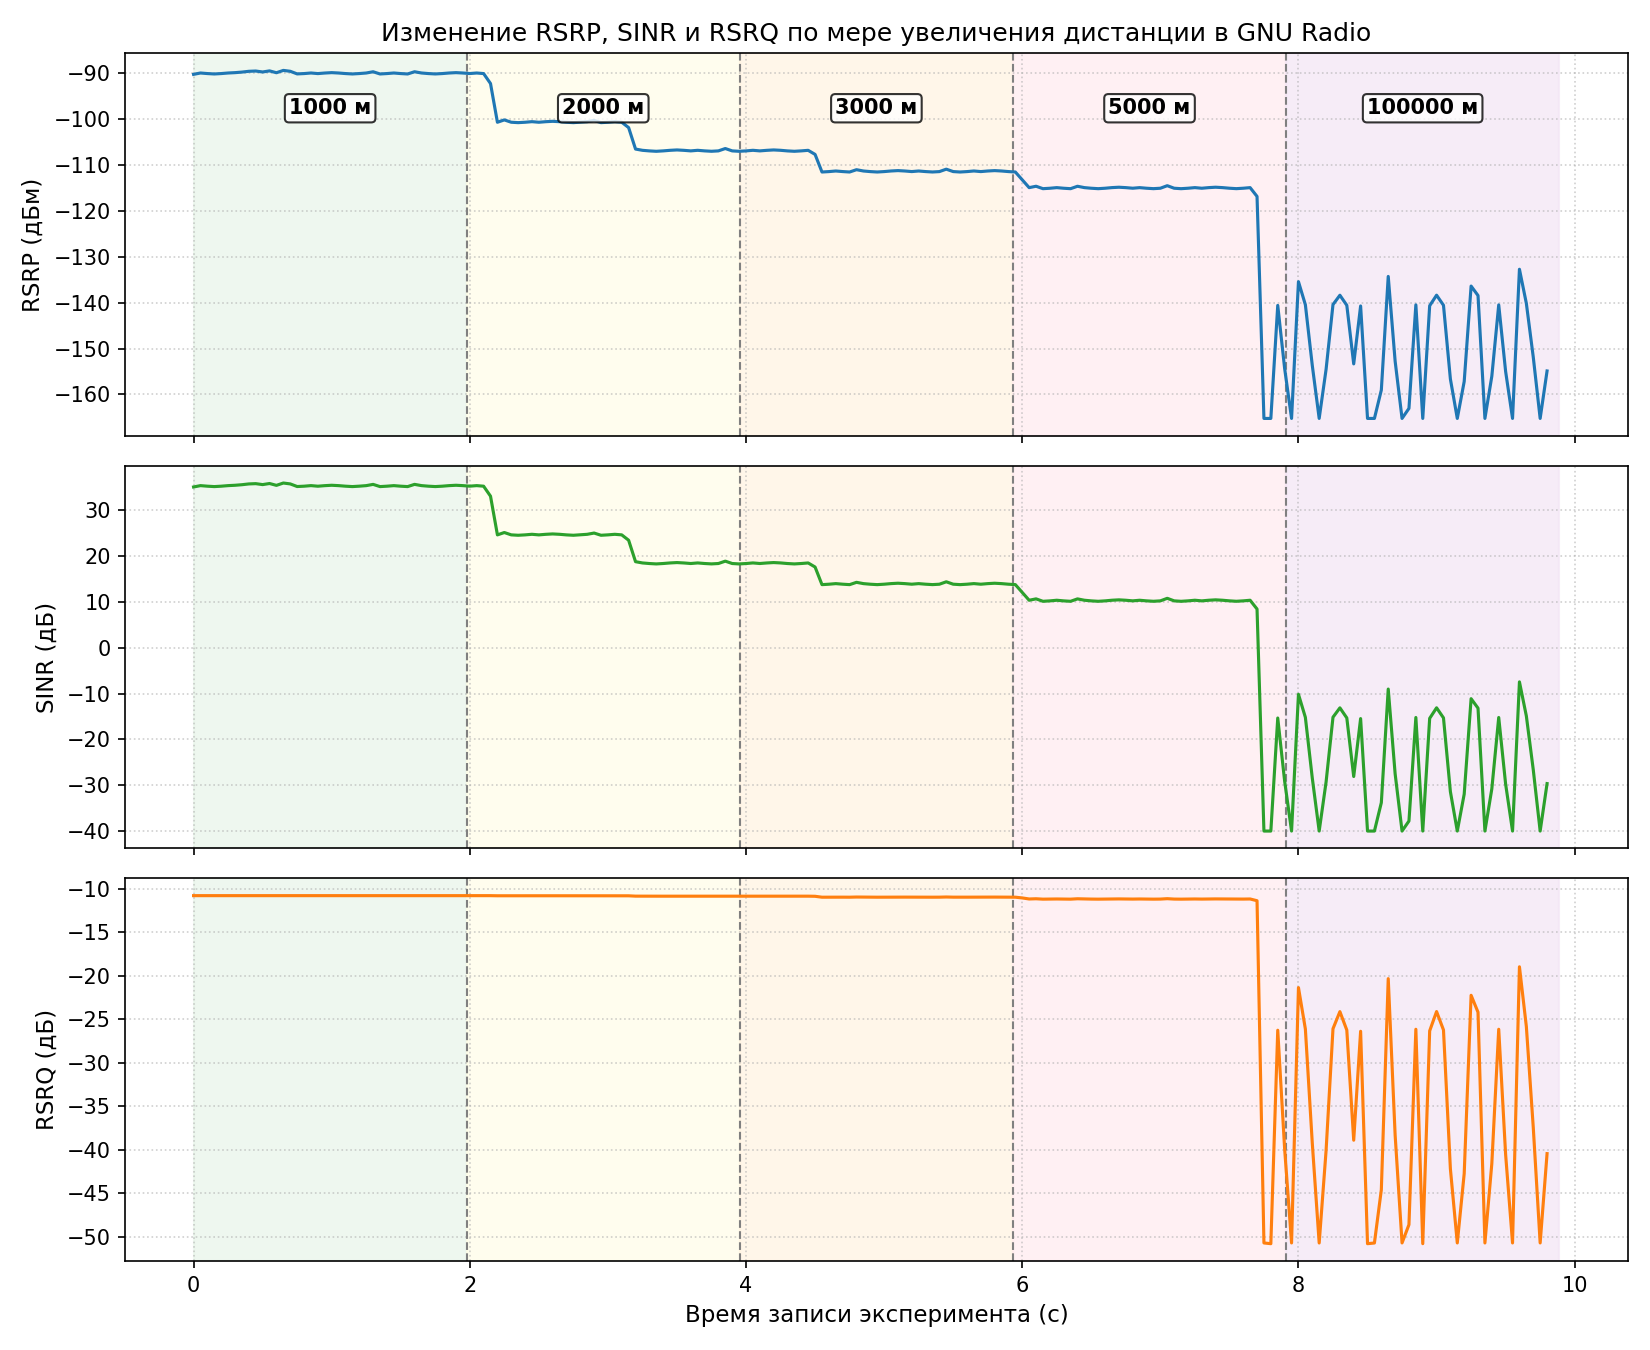 Изменение RSRP, SINR и RSRQ по мере увеличения дистанции в GNU Radio
RSRP (дБм)
−90
−100
−110
−120
−130
−140
−150
−160
1000 м
2000 м
3000 м
5000 м
100000 м
SINR (дБ)
30
20
10
0
−10
−20
−30
−40
RSRQ (дБ)
−10
−15
−20
−25
−30
−35
−40
−45
−50
0 2 4 6 8 10
Время записи эксперимента (с)